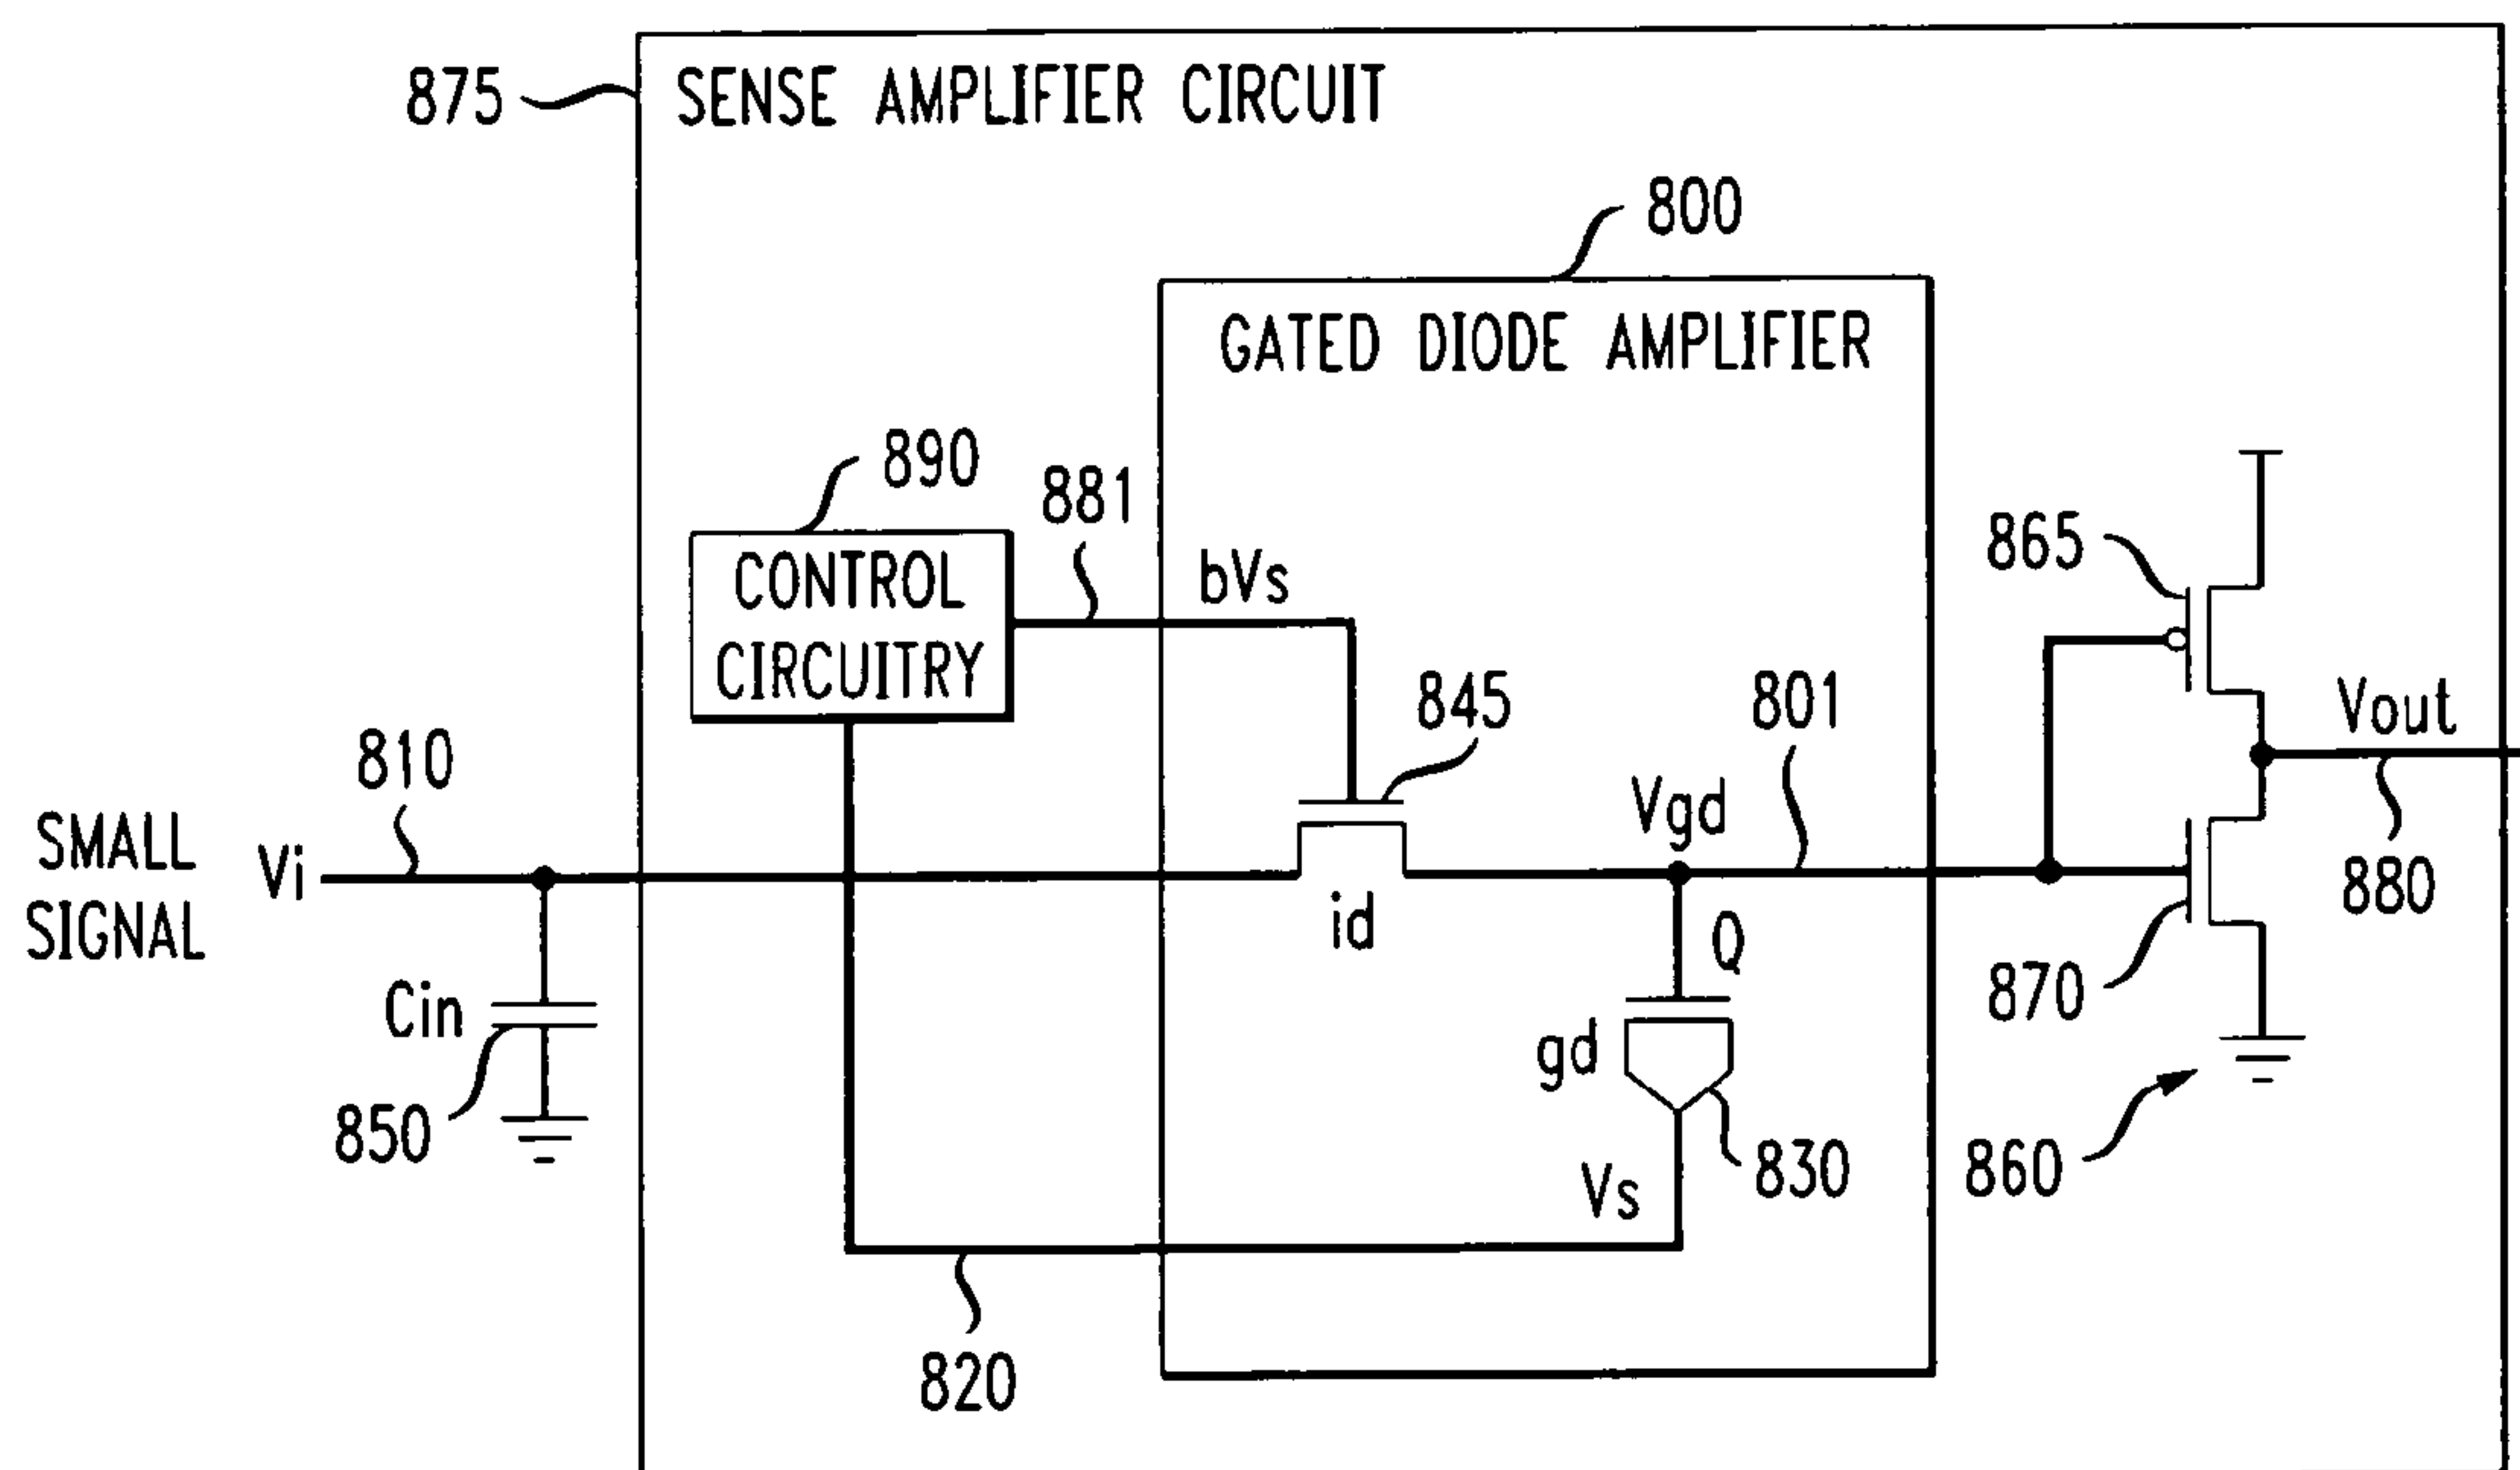 875
SENSE AMPLIFIER CIRCUIT
800
GATED DIODE AMPLIFIER
890
881
CONTROL
CIRCUITRY
bVs
865
845
801
Vout
810
Vgd
SMALL
SIGNAL
Vi
880
id
Q
Cin
870
gd
850
830
860
Vs
820